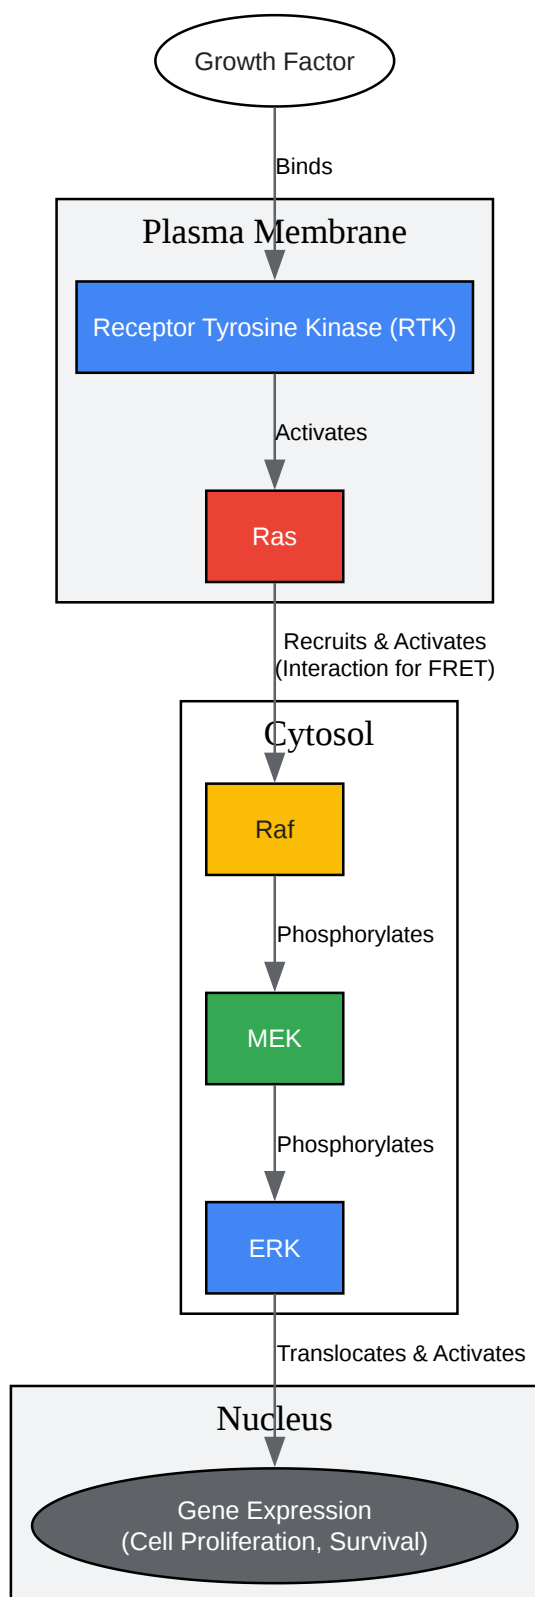 Growth Factor
Binds
Plasma Membrane
Receptor Tyrosine Kinase (RTK)
Activates
Ras
Recruits & Activates
(Interaction for FRET)
Cytosol
Raf
Phosphorylates
MEK
Phosphorylates
ERK
Translocates & Activates
Nucleus
Gene Expression
(Cell Proliferation, Survival)